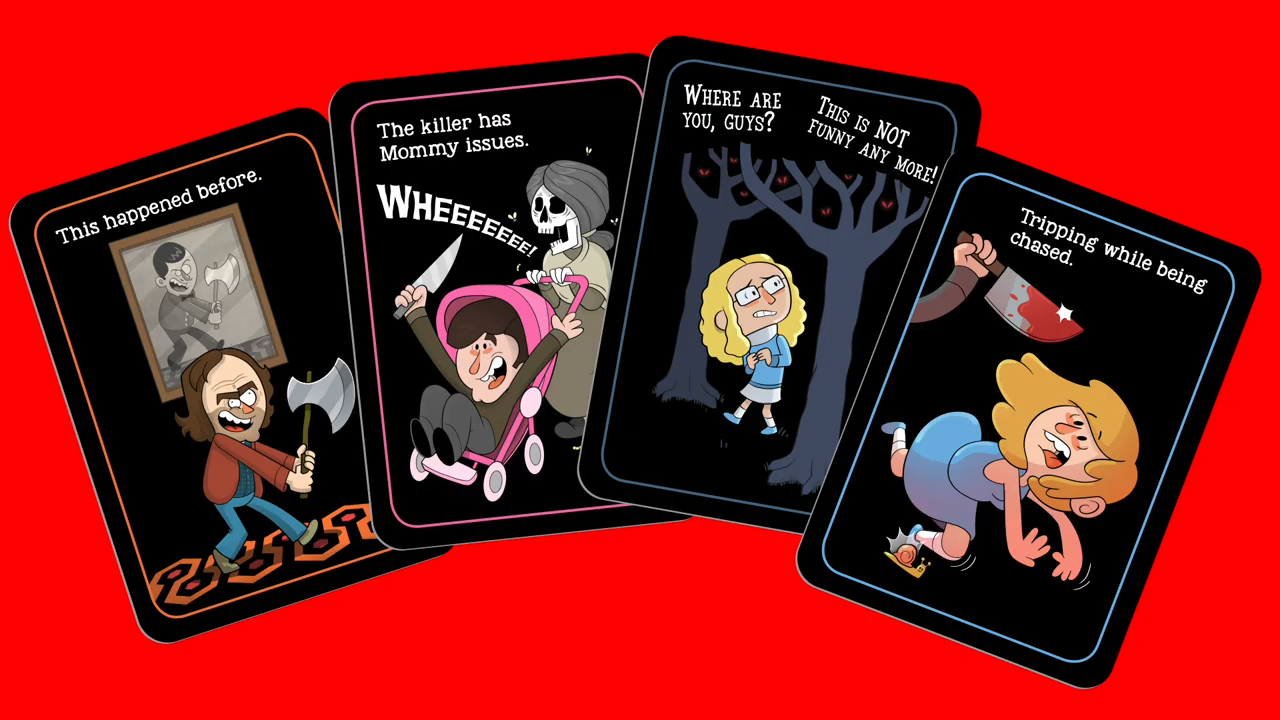 This happened before.
The killer has
Mommy issues.
WHEEEEEEE!
WHERE ARE
YOU, GUYS?
THIS IS NOT
FUNNY ANY MORE!
Tripping while being
chased.